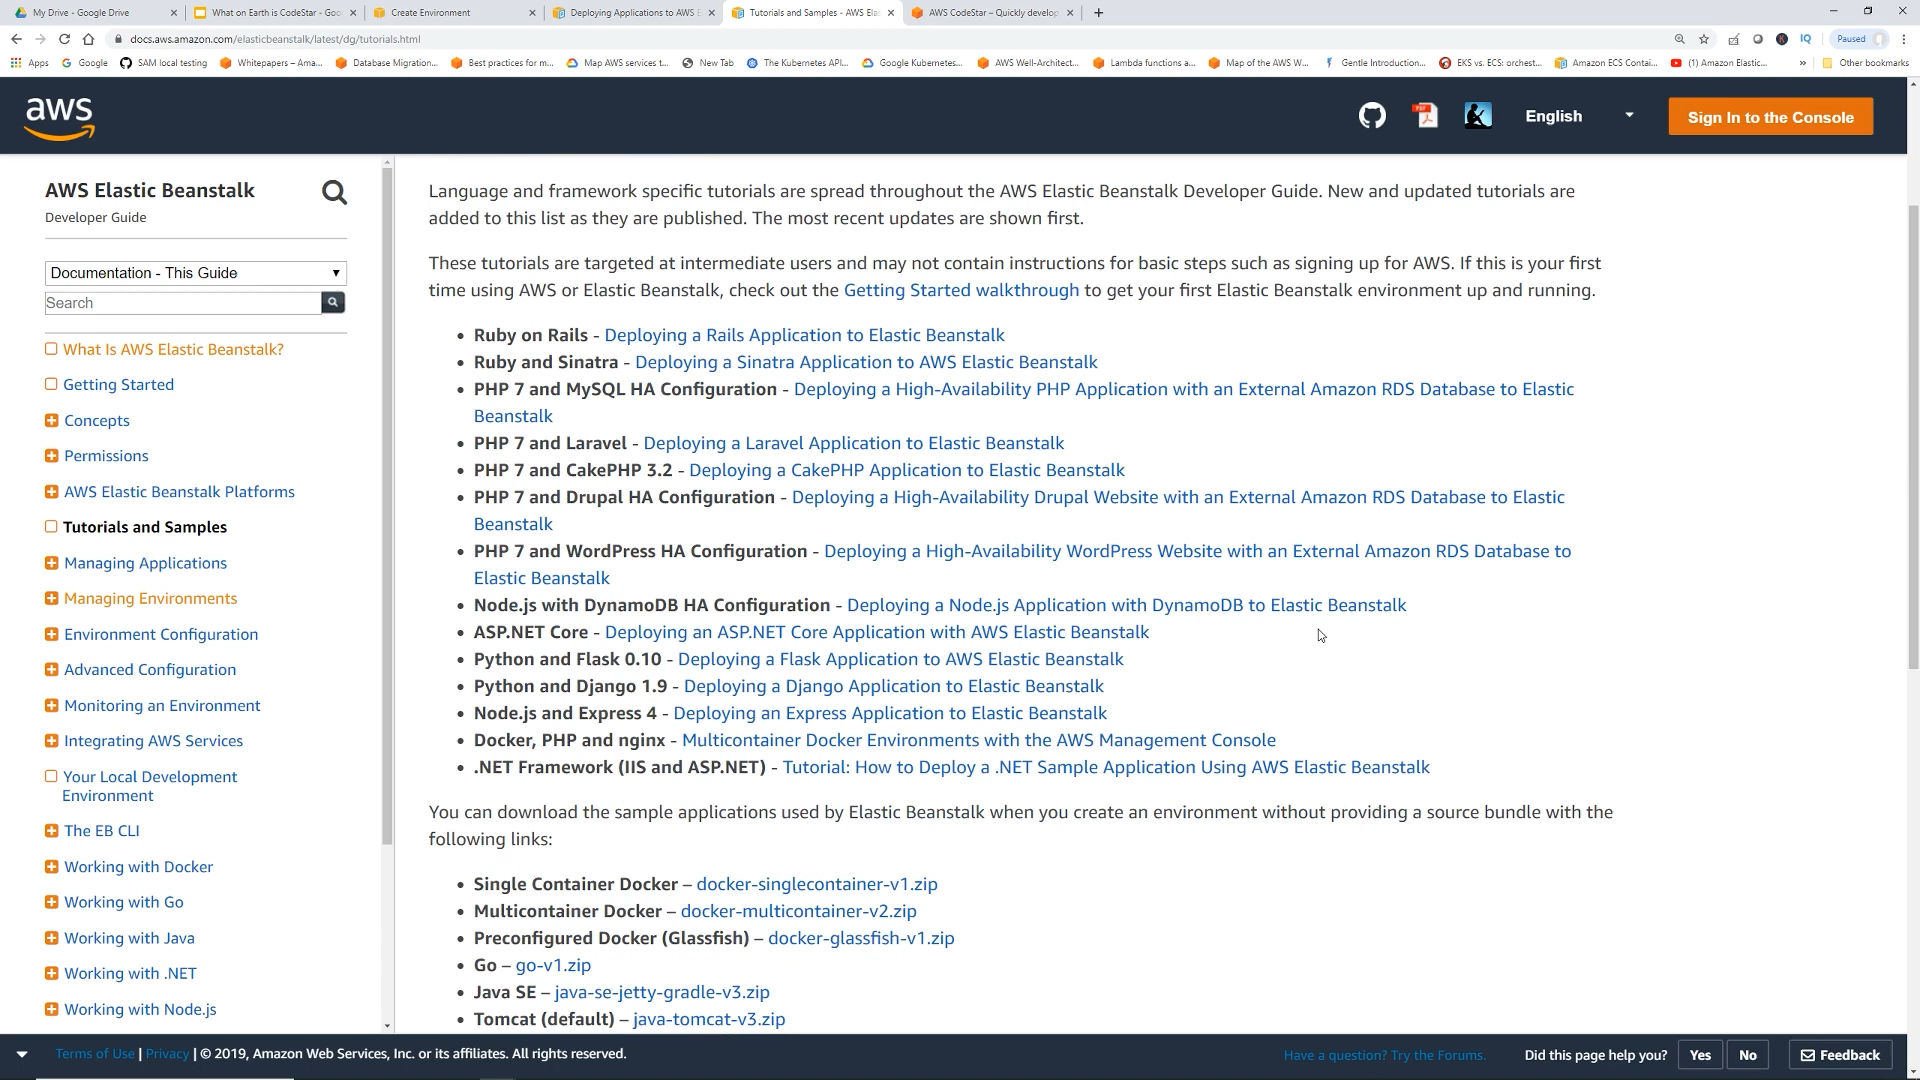 My Drive - Google Drive
What on Earth is CodeStar - Goo
Create Environment
Deploying Applications to AWS E
Tutorials and Samples - AWS Elas
AWS CodeStar – Quickly develop
docs.aws.amazon.com/elasticbeanstalk/latest/dg/tutorials.html
Paused
Apps
Google
SAM local testing
Whitepapers – Ama...
Database Migration...
Best practices for m...
Map AWS services t...
New Tab
The Kubernetes API...
Google Kubernetes...
AWS Well-Architect...
Lambda functions a...
Map of the AWS W...
Gentle Introduction...
EKS vs. ECS: orchest...
Amazon ECS Contai...
(1) Amazon Elastic...
»
Other bookmarks
aws
English
Sign In to the Console
AWS Elastic Beanstalk
Developer Guide
Documentation - This Guide
Search
What Is AWS Elastic Beanstalk?
Getting Started
Concepts
Permissions
AWS Elastic Beanstalk Platforms
Tutorials and Samples
Managing Applications
Managing Environments
Environment Configuration
Advanced Configuration
Monitoring an Environment
Integrating AWS Services
Your Local Development
Environment
The EB CLI
Working with Docker
Working with Go
Working with Java
Working with .NET
Working with Node.js
Language and framework specific tutorials are spread throughout the AWS Elastic Beanstalk Developer Guide. New and updated tutorials are
added to this list as they are published. The most recent updates are shown first.
These tutorials are targeted at intermediate users and may not contain instructions for basic steps such as signing up for AWS. If this is your first
time using AWS or Elastic Beanstalk, check out the Getting Started walkthrough to get your first Elastic Beanstalk environment up and running.
• Ruby on Rails - Deploying a Rails Application to Elastic Beanstalk
• Ruby and Sinatra - Deploying a Sinatra Application to AWS Elastic Beanstalk
• PHP 7 and MySQL HA Configuration - Deploying a High-Availability PHP Application with an External Amazon RDS Database to Elastic
Beanstalk
• PHP 7 and Laravel - Deploying a Laravel Application to Elastic Beanstalk
• PHP 7 and CakePHP 3.2 - Deploying a CakePHP Application to Elastic Beanstalk
• PHP 7 and Drupal HA Configuration - Deploying a High-Availability Drupal Website with an External Amazon RDS Database to Elastic
Beanstalk
• PHP 7 and WordPress HA Configuration - Deploying a High-Availability WordPress Website with an External Amazon RDS Database to
Elastic Beanstalk
• Node.js with DynamoDB HA Configuration - Deploying a Node.js Application with DynamoDB to Elastic Beanstalk
• ASP.NET Core - Deploying an ASP.NET Core Application with AWS Elastic Beanstalk
• Python and Flask 0.10 - Deploying a Flask Application to AWS Elastic Beanstalk
• Python and Django 1.9 - Deploying a Django Application to Elastic Beanstalk
• Node.js and Express 4 - Deploying an Express Application to Elastic Beanstalk
• Docker, PHP and nginx - Multicontainer Docker Environments with the AWS Management Console
• .NET Framework (IIS and ASP.NET) - Tutorial: How to Deploy a .NET Sample Application Using AWS Elastic Beanstalk
You can download the sample applications used by Elastic Beanstalk when you create an environment without providing a source bundle with the
following links:
• Single Container Docker – docker-singlecontainer-v1.zip
• Multicontainer Docker – docker-multicontainer-v2.zip
• Preconfigured Docker (Glassfish) – docker-glassfish-v1.zip
• Go – go-v1.zip
• Java SE – java-se-jetty-gradle-v3.zip
• Tomcat (default) – java-tomcat-v3.zip
Terms of Use | Privacy | © 2019, Amazon Web Services, Inc. or its affiliates. All rights reserved.
Have a question? Try the Forums.
Did this page help you?
Yes
No
Feedback